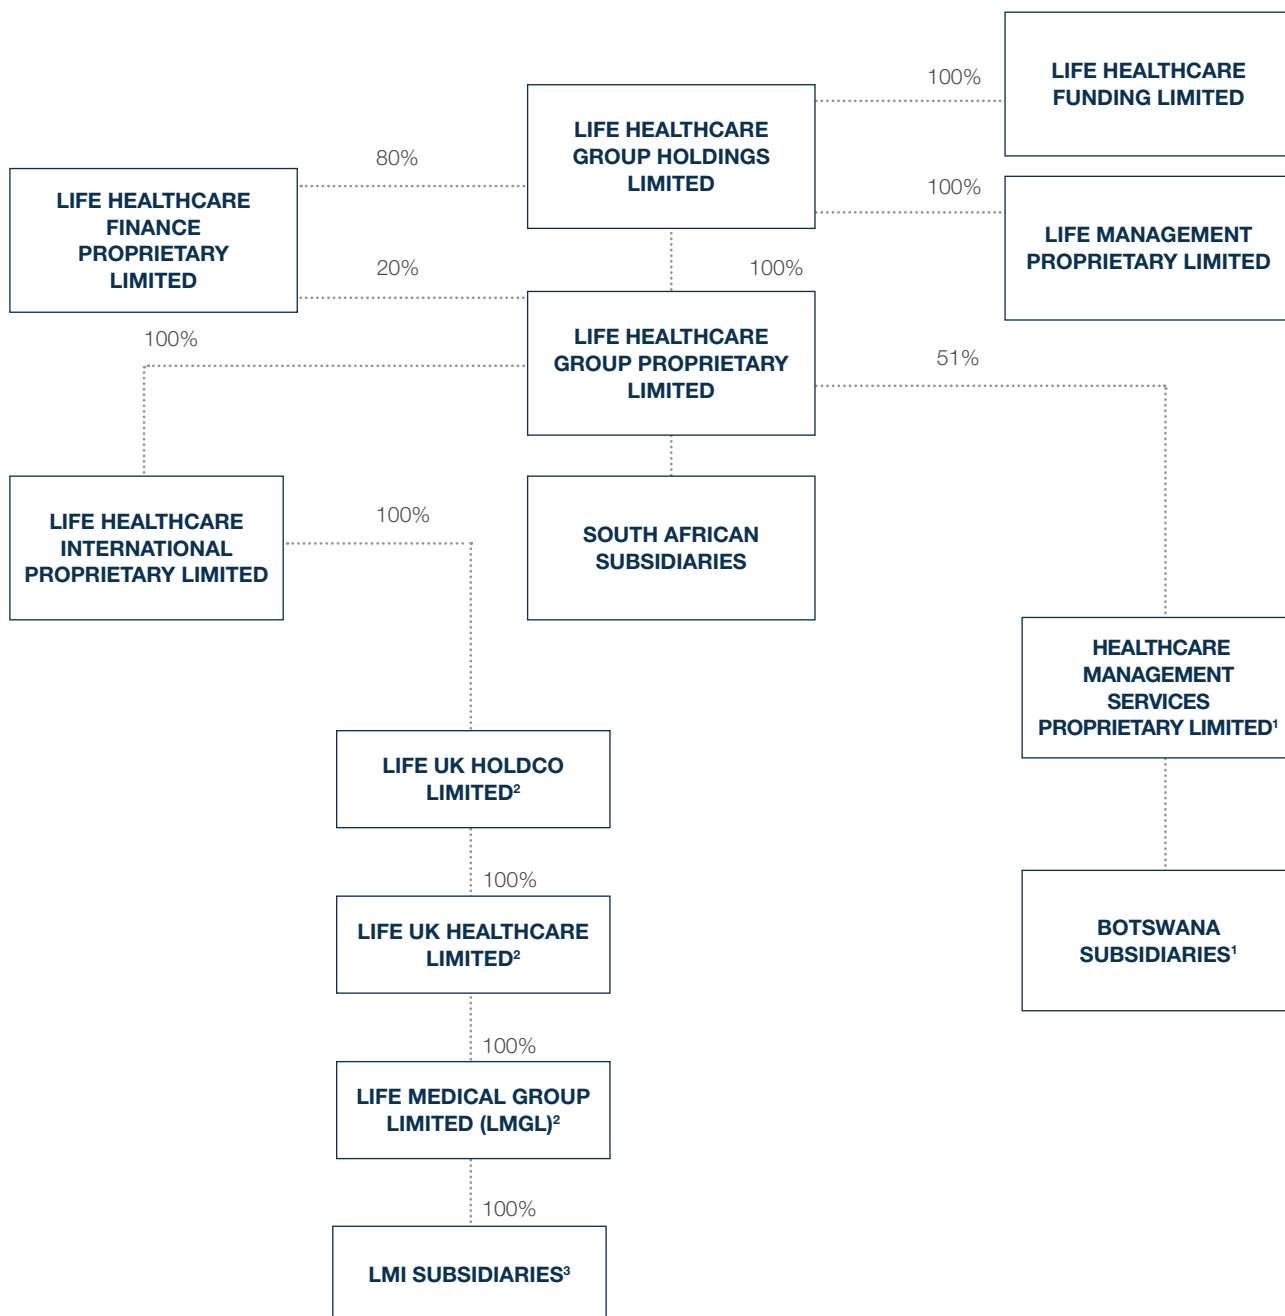 100%
LIFE HEALTHCARE
FUNDING LIMITED
LIFE HEALTHCARE
GROUP HOLDINGS
LIMITED
80%
100%
LIFE HEALTHCARE
FINANCE
PROPRIETARY
LIMITED
LIFE MANAGEMENT
PROPRIETARY LIMITED
20%
100%
100%
LIFE HEALTHCARE
GROUP PROPRIETARY
LIMITED
51%
LIFE HEALTHCARE
INTERNATIONAL
PROPRIETARY LIMITED
100%
SOUTH AFRICAN
SUBSIDIARIES
HEALTHCARE
MANAGEMENT
SERVICES
PROPRIETARY LIMITED¹
LIFE UK HOLDCO
LIMITED²
100%
LIFE UK HEALTHCARE
LIMITED²
BOTSWANA
SUBSIDIARIES¹
100%
LIFE MEDICAL GROUP
LIMITED (LMGL)²
100%
LMI SUBSIDIARIES³